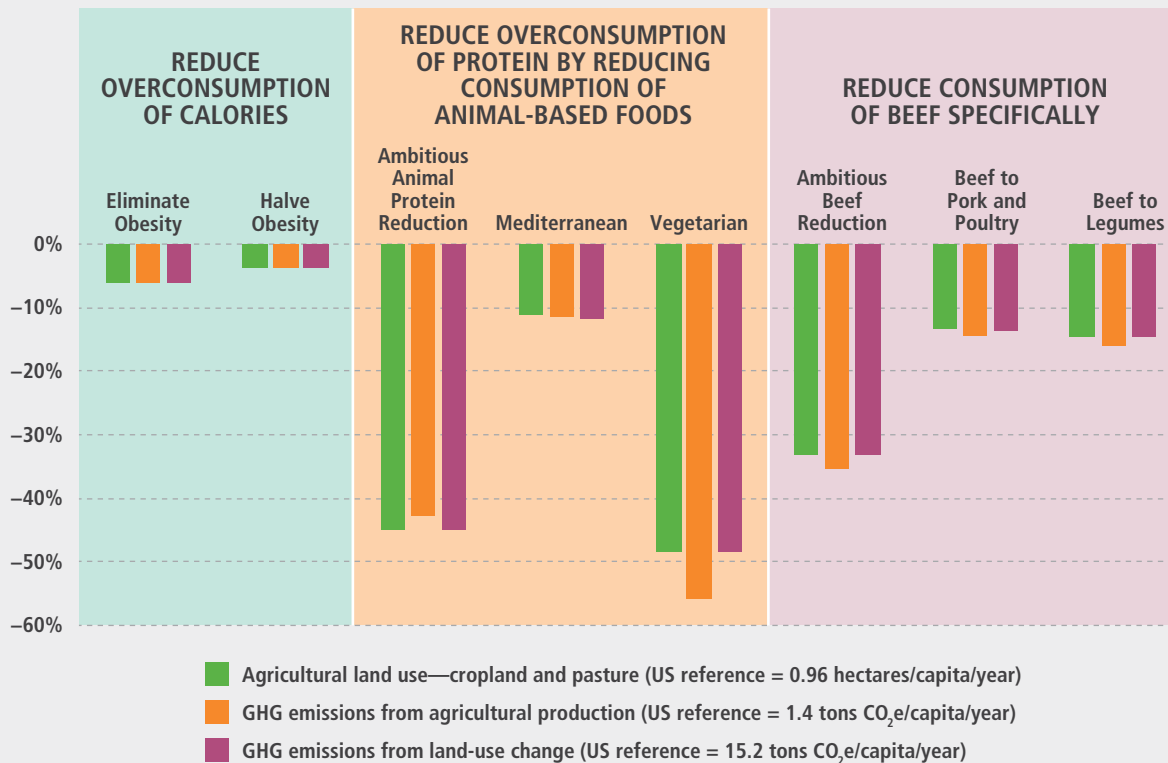 REDUCE
OVERCONSUMPTION
OF CALORIES
REDUCE OVERCONSUMPTION
OF PROTEIN BY REDUCING
CONSUMPTION OF
ANIMAL-BASED FOODS
REDUCE CONSUMPTION
OF BEEF SPECIFICALLY
Eliminate
Obesity
Halve
Obesity
Ambitious
Animal
Protein
Reduction
Mediterranean
Vegetarian
Ambitious
Beef
Reduction
Beef to
Pork and
Poultry
Beef to
Legumes
0%
–10%
–20%
–30%
–40%
–50%
–60%
Agricultural land use—cropland and pasture (US reference = 0.96 hectares/capita/year)
GHG emissions from agricultural production (US reference = 1.4 tons CO₂e/capita/year)
GHG emissions from land-use change (US reference = 15.2 tons CO₂e/capita/year)